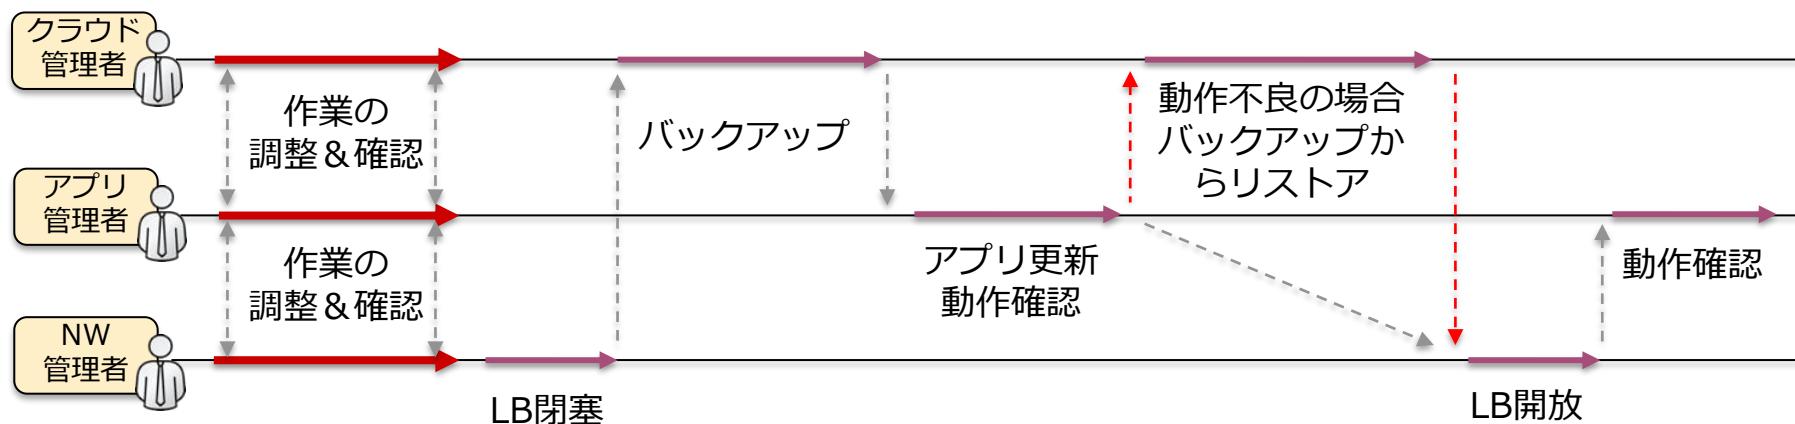 クラウド
管理者
作業の
調整＆確認
バックアップ
動作不良の場合
バックアップか
らリストア
アプリ
管理者
作業の
調整＆確認
アプリ更新
動作確認
動作確認
NW
管理者
LB閉塞
LB開放